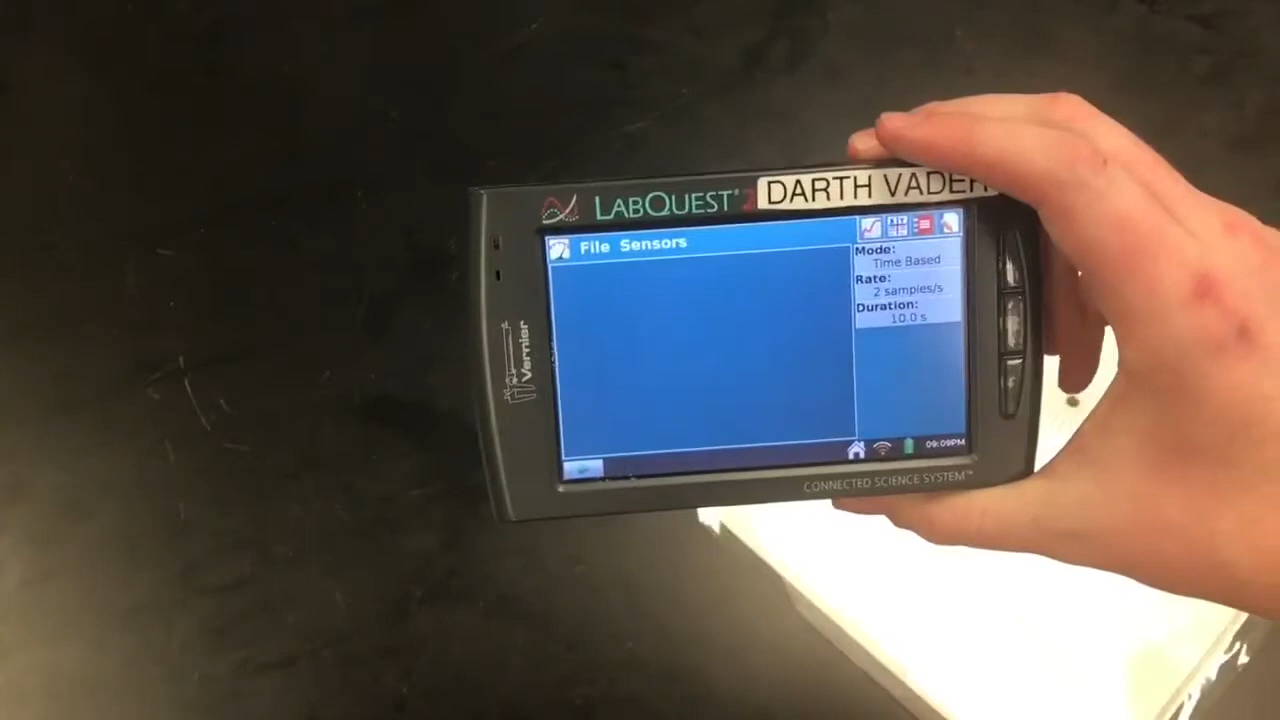 LABQUEST® 2 DARTH VADER
File Sensors
Mode:
Time Based
Rate:
2 samples/s
Duration:
10.0 s
Vernier
09:09PM
CONNECTED SCIENCE SYSTEM™